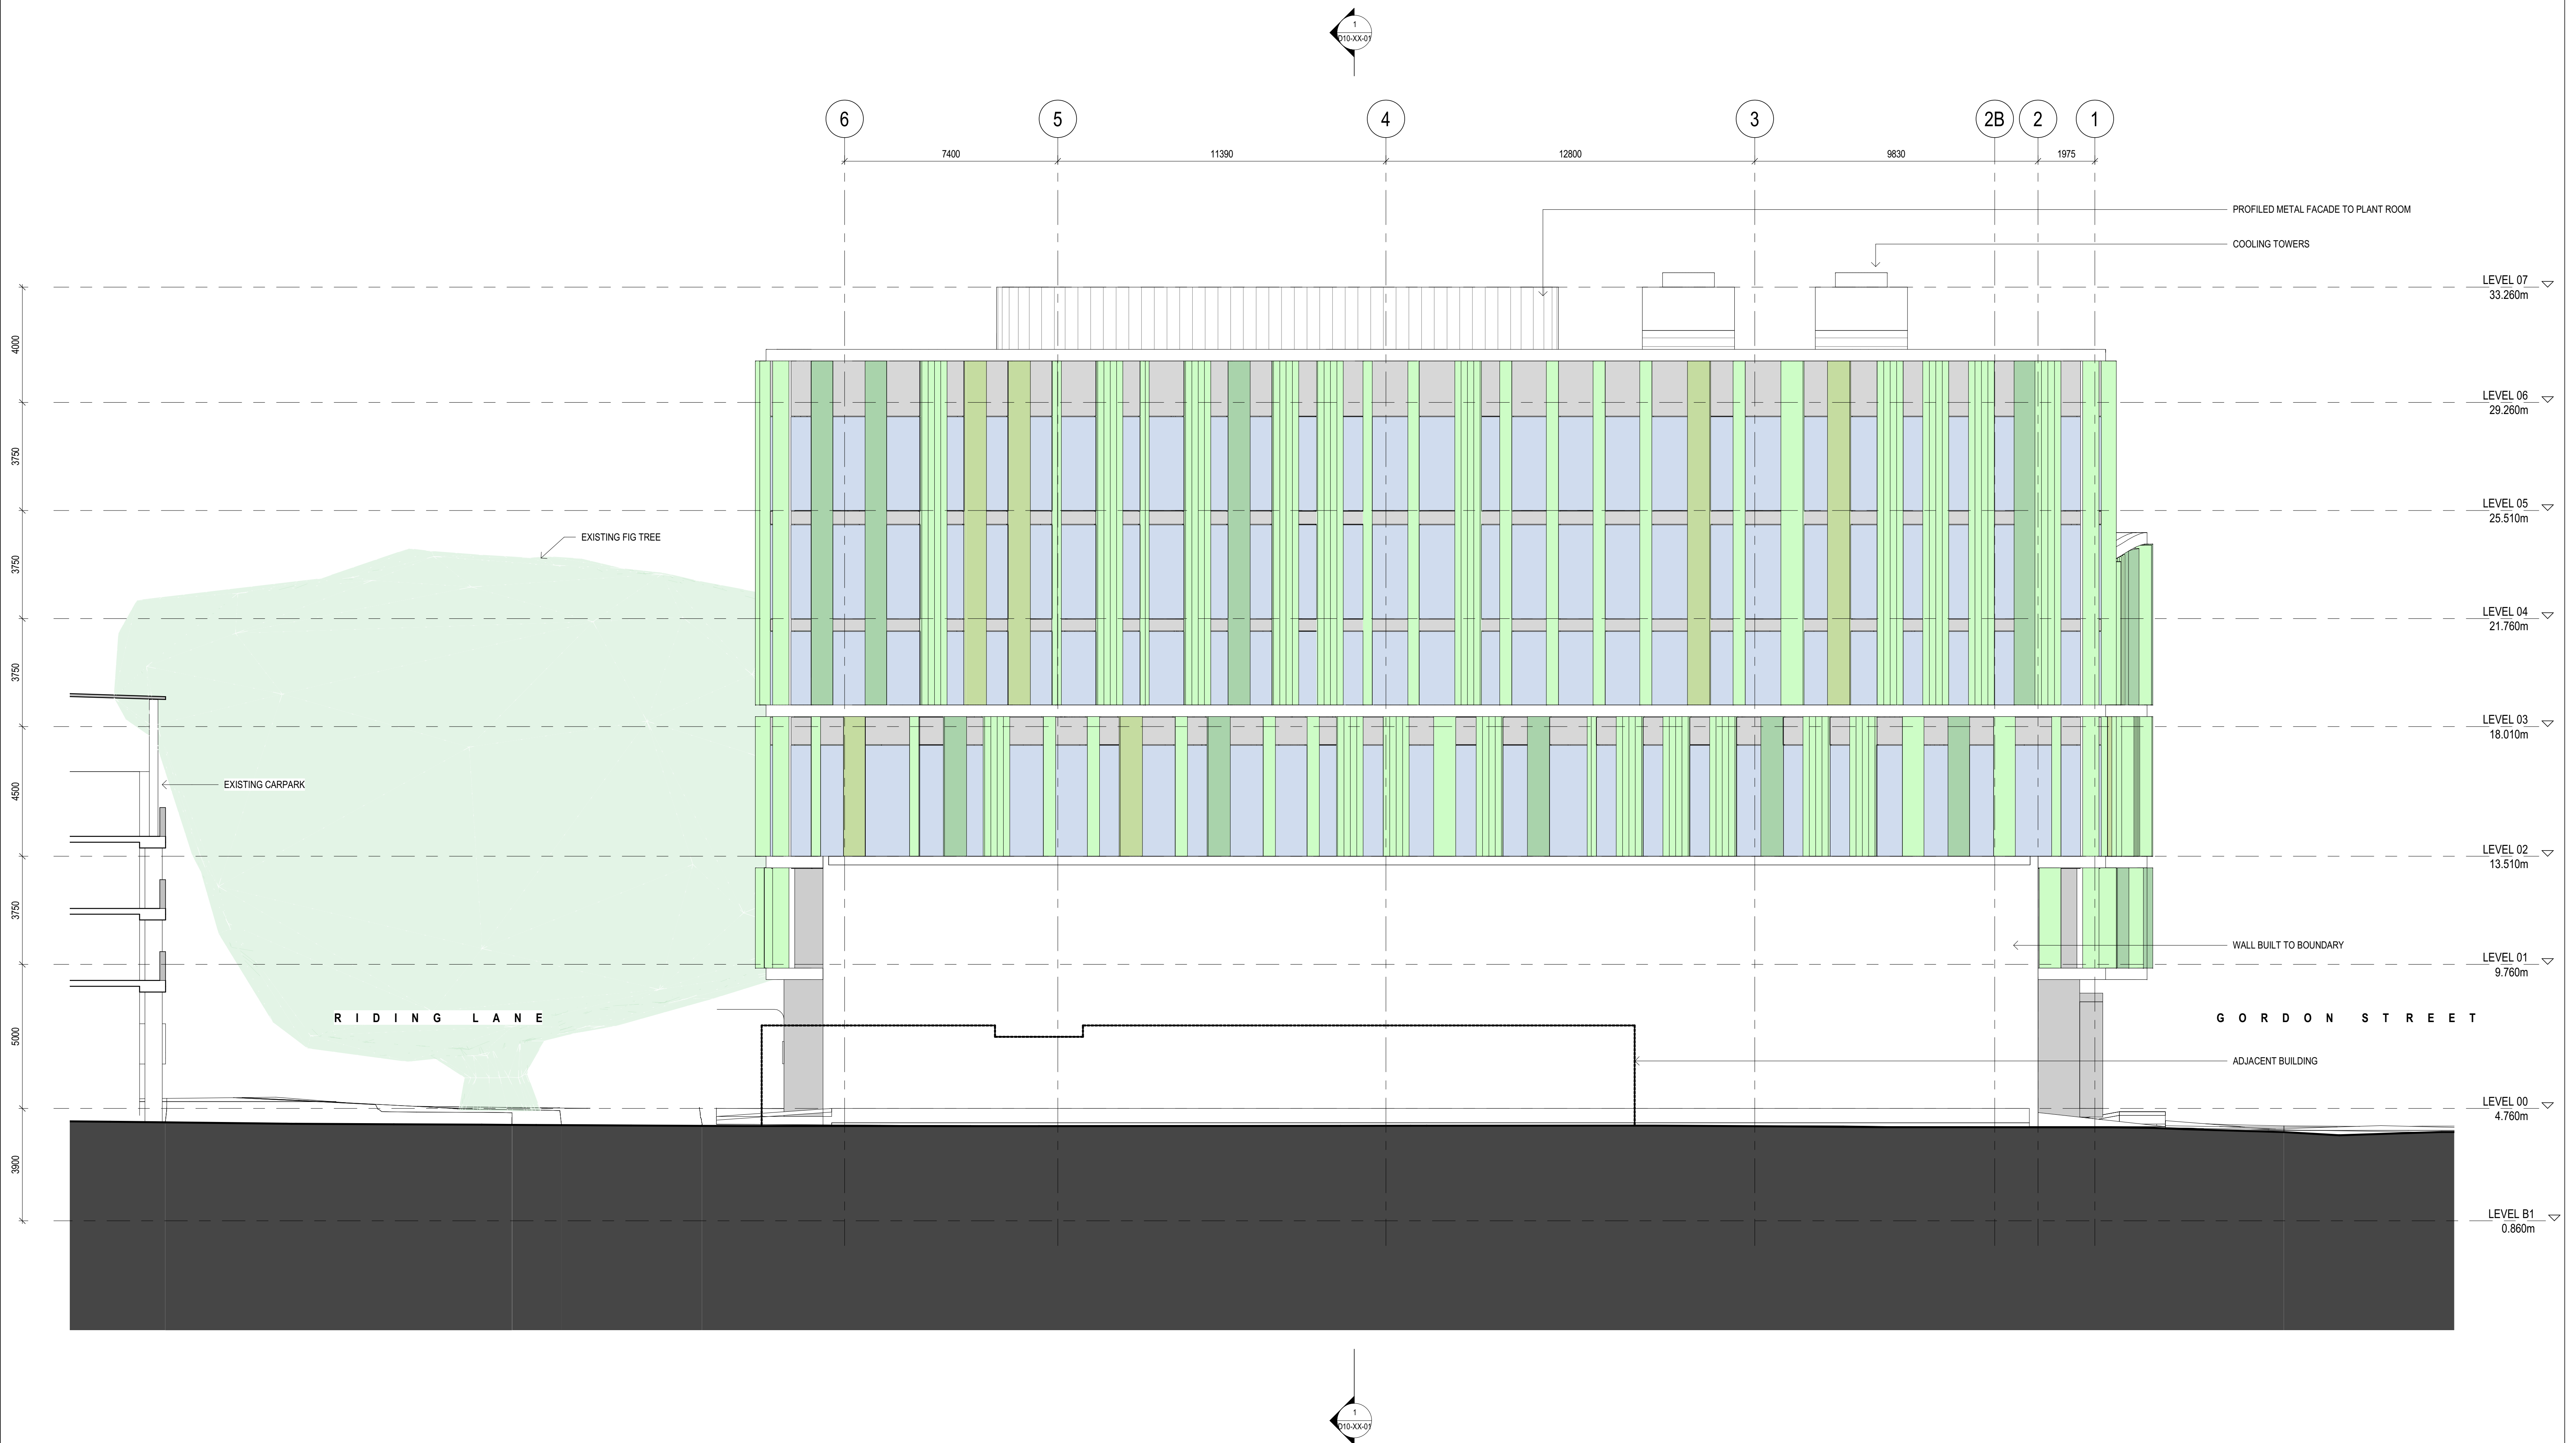 1
D10-XX-01
6
5
4
3
2B
2
1
7400
11390
12800
9830
1975
PROFILED METAL FACADE TO PLANT ROOM
COOLING TOWERS
LEVEL 07
33.260m
4000
LEVEL 06
29.260m
3750
LEVEL 05
25.510m
EXISTING FIG TREE
3750
LEVEL 04
21.760m
3750
LEVEL 03
18.010m
EXISTING CARPARK
4500
LEVEL 02
13.510m
3750
WALL BUILT TO BOUNDARY
LEVEL 01
9.760m
RIDING LANE
GORDON STREET
5000
ADJACENT BUILDING
LEVEL 00
4.760m
3900
LEVEL B1
0.860m
1
D10-XX-01